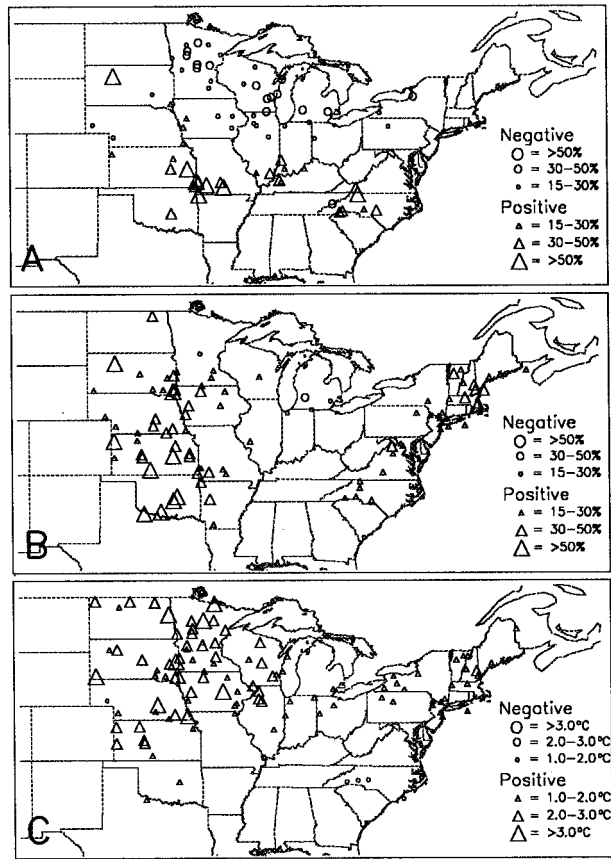 Negative
○ = >50%
○ = 30-50%
○ = 15-30%
Positive
△ = 15-30%
△ = 30-50%
△ = >50%
A
Negative
○ = >50%
○ = 30-50%
○ = 15-30%
Positive
△ = 15-30%
△ = 30-50%
△ = >50%
B
Negative
○ = >3.0°C
○ = 2.0-3.0°C
○ = 1.0-2.0°C
Positive
△ = 1.0-2.0°C
△ = 2.0-3.0°C
△ = >3.0°C
C